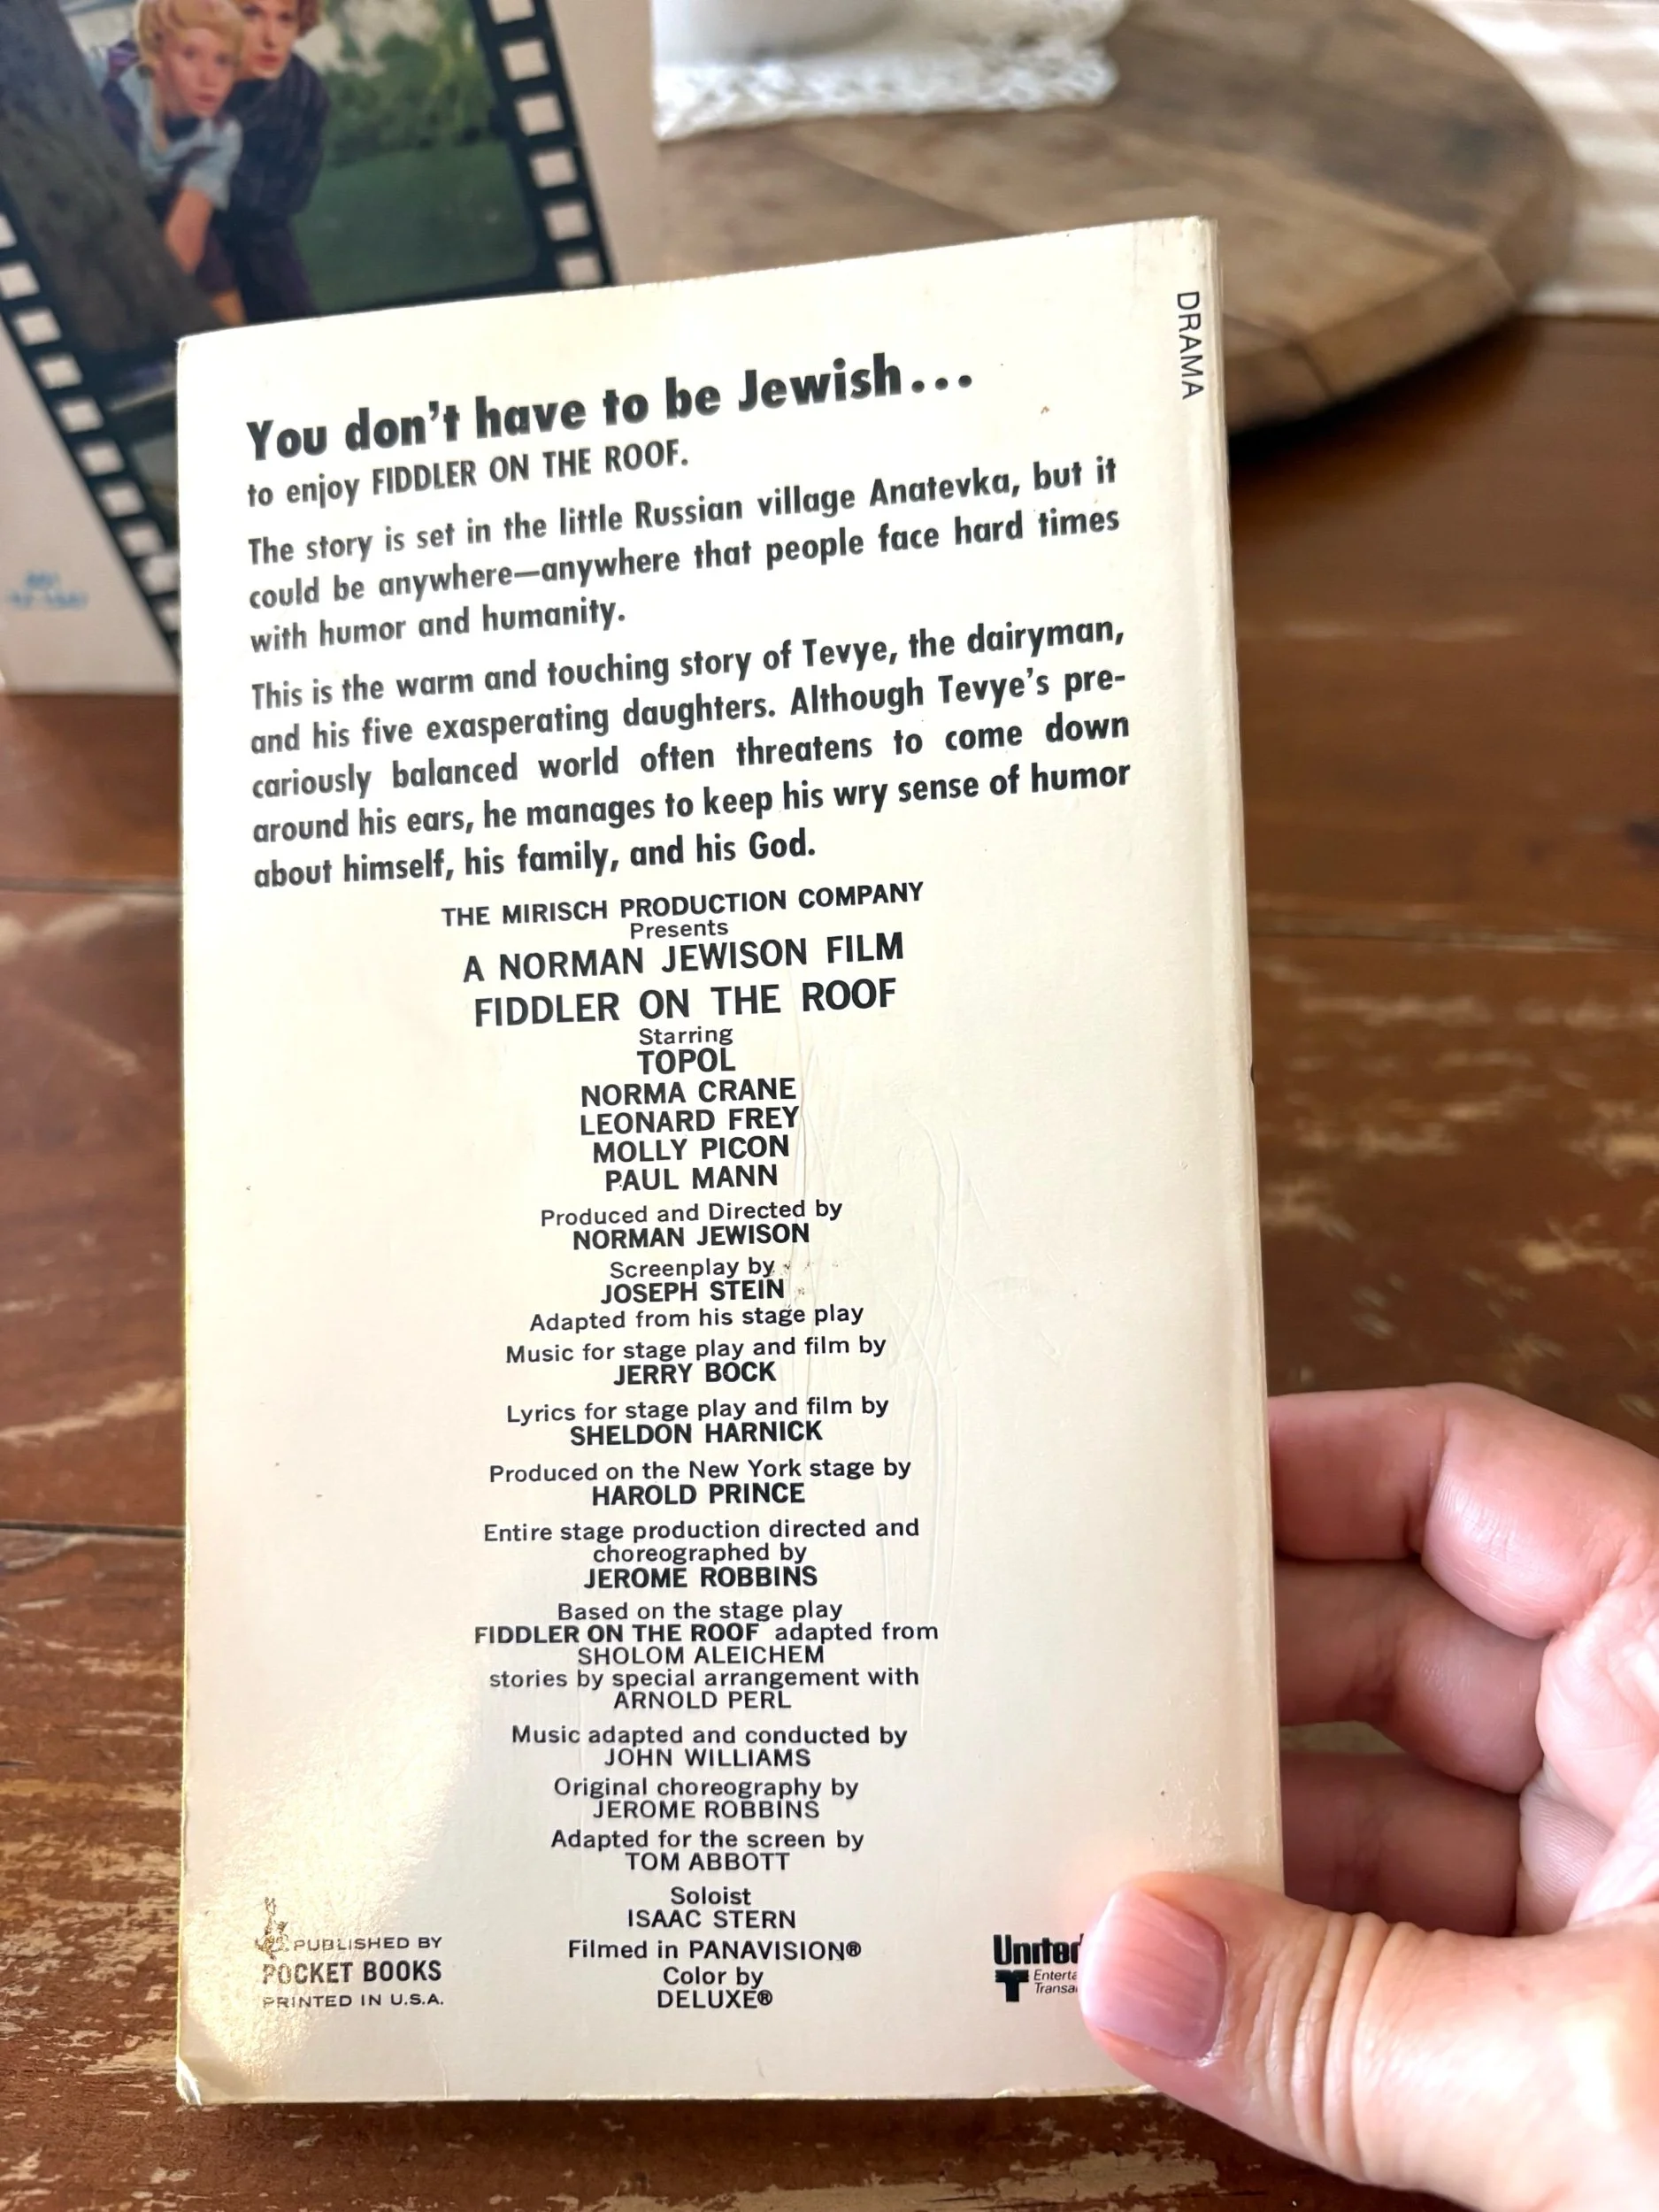 DRAMA
You don't have to be Jewish...
to enjoy FIDDLER ON THE ROOF.
The story is set in the little Russian village Anatevka, but it
could be anywhere—anywhere that people face hard times
with humor and humanity.
This is the warm and touching story of Tevye, the dairyman,
and his five exasperating daughters. Although Tevye's pre-
cariously balanced world often threatens to come down
around his ears, he manages to keep his wry sense of humor
about himself, his family, and his God.
THE MIRISCH PRODUCTION COMPANY
Presents
A NORMAN JEWISON FILM
FIDDLER ON THE ROOF
Starring
TOPOL
NORMA CRANE
LEONARD FREY
MOLLY PICON
PAUL MANN
Produced and Directed by
NORMAN JEWISON
Screenplay by
JOSEPH STEIN
Adapted from his stage play
Music for stage play and film by
JERRY BOCK
Lyrics for stage play and film by
SHELDON HARNICK
Produced on the New York stage by
HAROLD PRINCE
Entire stage production directed and
choreographed by
JEROME ROBBINS
Based on the stage play
FIDDLER ON THE ROOF adapted from
SHOLOM ALEICHEM
stories by special arrangement with
ARNOLD PERL
Music adapted and conducted by
JOHN WILLIAMS
Original choreography by
JEROME ROBBINS
Adapted for the screen by
TOM ABBOTT
Soloist
ISAAC STERN
Filmed in PANAVISION®
Color by
DELUXE®
PUBLISHED BY
POCKET BOOKS
PRINTED IN U.S.A.